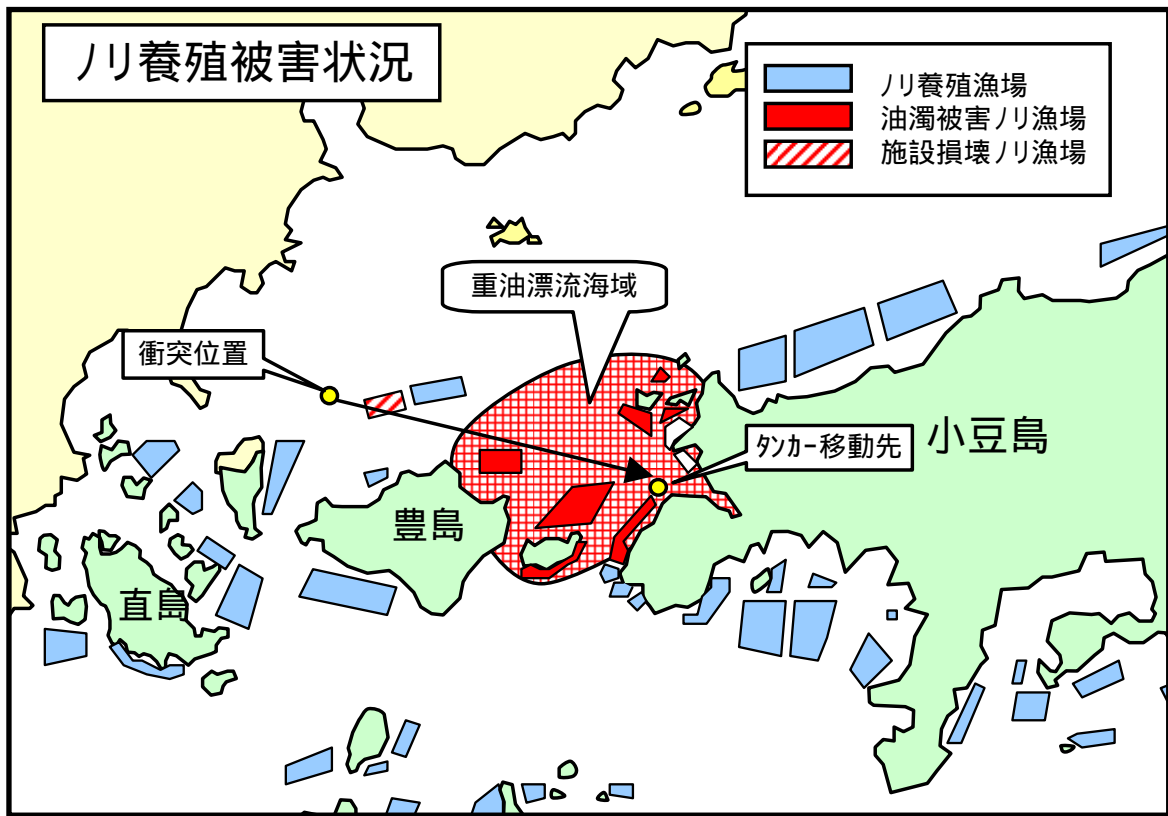 ノリ養殖被害状況
ノリ養殖漁場
油濁被害ノリ漁場
施設損壊ノリ漁場
重油漂流海域
衝突位置
小豆島
タンカー移動先
豊島
直島